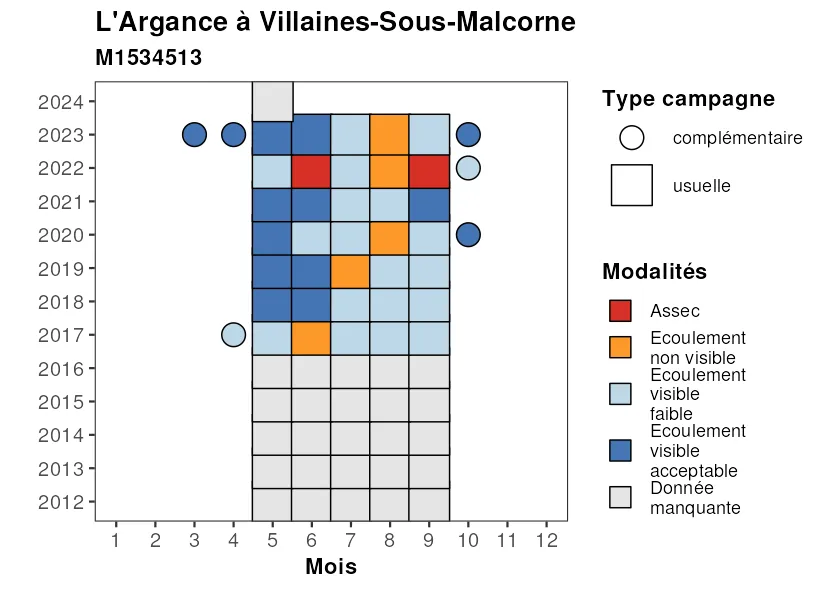 L'Argance à Villaines-Sous-Malcorne
M1534513
2024
2023
2022
2021
2020
2019
2018
2017
2016
2015
2014
2013
2012
1 2 3 4 5 6 7 8 9 10 11 12
Mois
Type campagne
complémentaire
usuelle
Modalités
Assec
Ecoulement
non visible
Ecoulement
visible
faible
Ecoulement
visible
acceptable
Donnée
manquante